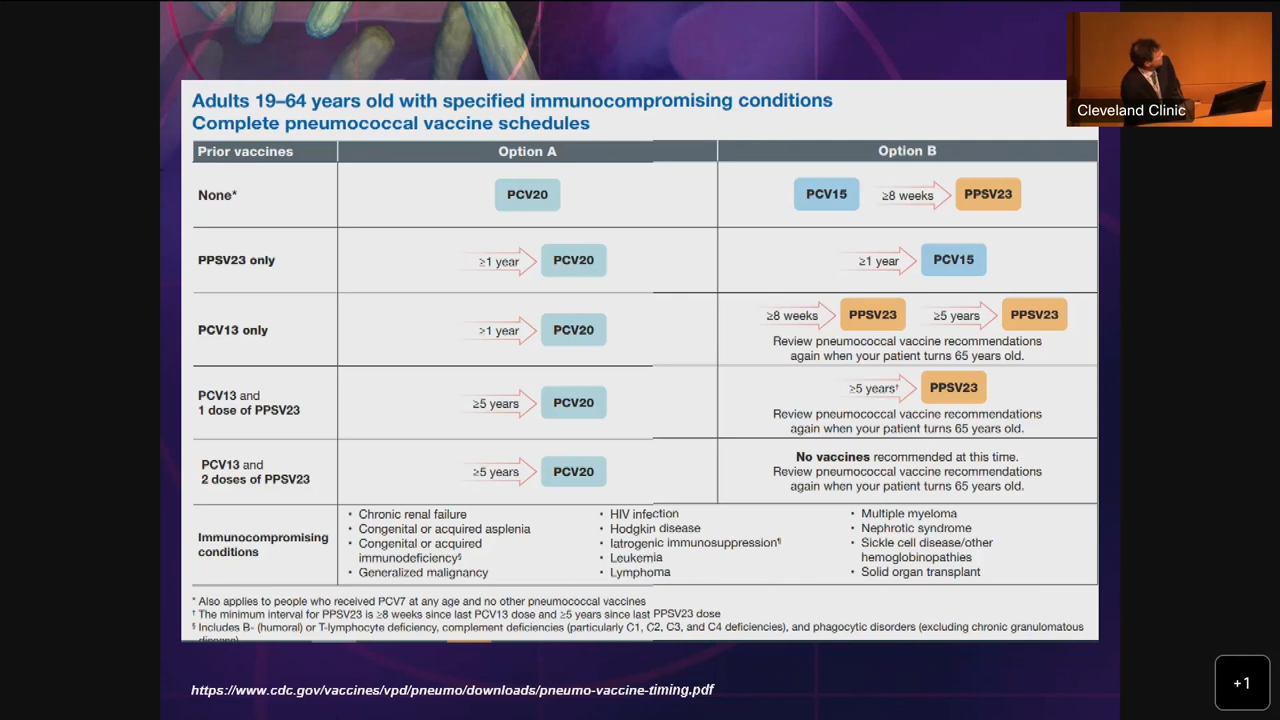 Adults 19–64 years old with specified immunocompromising conditions
Complete pneumococcal vaccine schedules
Cleveland Clinic
Prior vaccines
Option A
Option B
None*
PCV20
PCV15
≥8 weeks
PPSV23
PPSV23 only
≥1 year
PCV20
≥1 year
PCV15
PCV13 only
≥1 year
PCV20
≥8 weeks
PPSV23
≥5 years
PPSV23
Review pneumococcal vaccine recommendations
again when your patient turns 65 years old.
PCV13 and
1 dose of PPSV23
≥5 years
PCV20
≥5 years†
PPSV23
Review pneumococcal vaccine recommendations
again when your patient turns 65 years old.
PCV13 and
2 doses of PPSV23
≥5 years
PCV20
No vaccines recommended at this time.
Review pneumococcal vaccine recommendations
again when your patient turns 65 years old.
Immunocompromising
conditions
• Chronic renal failure
• Congenital or acquired asplenia
• Congenital or acquired
immunodeficiency§
• Generalized malignancy
• HIV infection
• Hodgkin disease
• Iatrogenic immunosuppression¶
• Leukemia
• Lymphoma
• Multiple myeloma
• Nephrotic syndrome
• Sickle cell disease/other
hemoglobinopathies
• Solid organ transplant
* Also applies to people who received PCV7 at any age and no other pneumococcal vaccines
† The minimum interval for PPSV23 is ≥8 weeks since last PCV13 dose and ≥5 years since last PPSV23 dose
§ Includes B- (humoral) or T-lymphocyte deficiency, complement deficiencies (particularly C1, C2, C3, and C4 deficiencies), and phagocytic disorders (excluding chronic granulomatous
disease)
https://www.cdc.gov/vaccines/vpd/pneumo/downloads/pneumo-vaccine-timing.pdf
+1